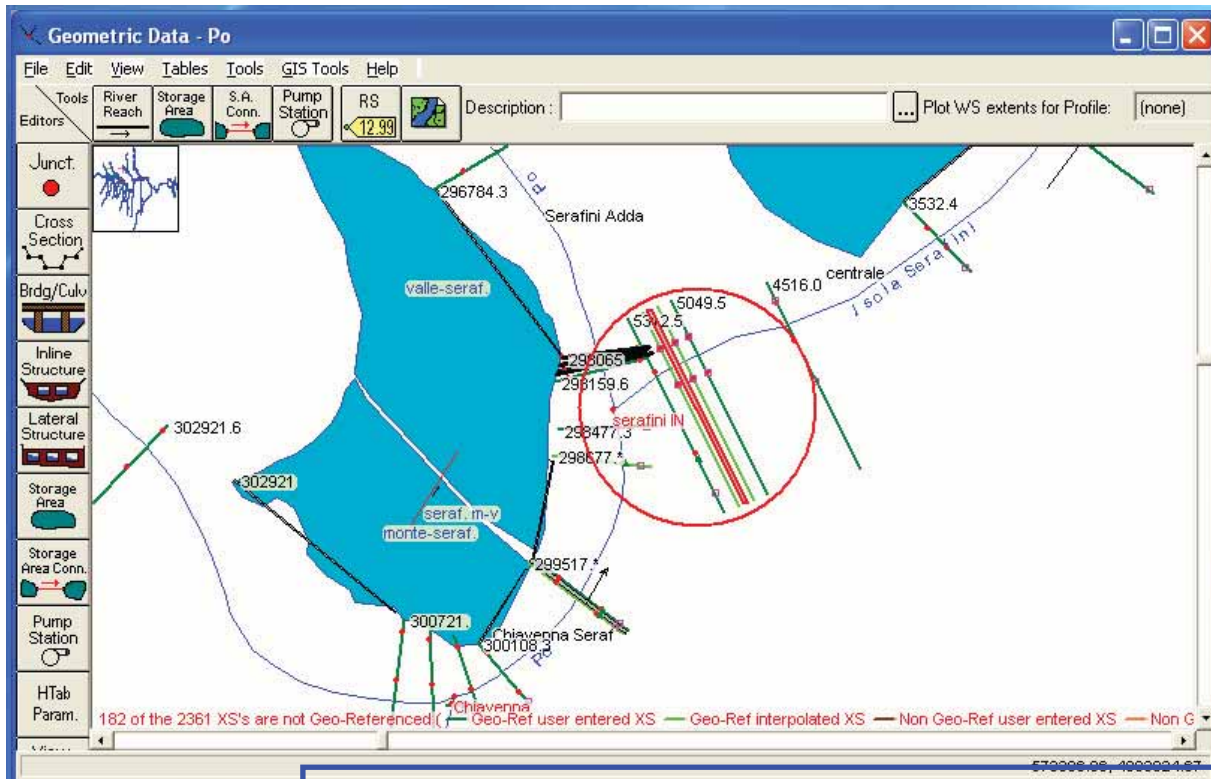 Geometric Data - Po
File Edit View Tables Tools GIS Tools Help
Tools
Editors
River
Reach
Storage
Area
S.A.
Conn.
Pump
Station
RS
12.99
Description :
...
Plot WS extents for Profile:
(none)
Junct.
Cross
Section
Brdg/Culv
Inline
Structure
Lateral
Structure
Storage
Area
Storage
Area Conn.
Pump
Station
HTab
Param.
296784.3
Po
Serafini Adda
3532.4
valle-seraf.
centrale
Isola Serafini
4516.0
5049.5
5312.5
298065
298159.6
serafini IN
302921.6
298477.3
298677.*
302921
seraf. m-v
monte-seraf.
299517.*
300721.
Chiavenna Seraf
300108.3
Po
Chiavenna
182 of the 2361 XS's are not Geo-Referenced ( Geo-Ref user entered XS Geo-Ref interpolated XS Non Geo-Ref user entered XS Non G